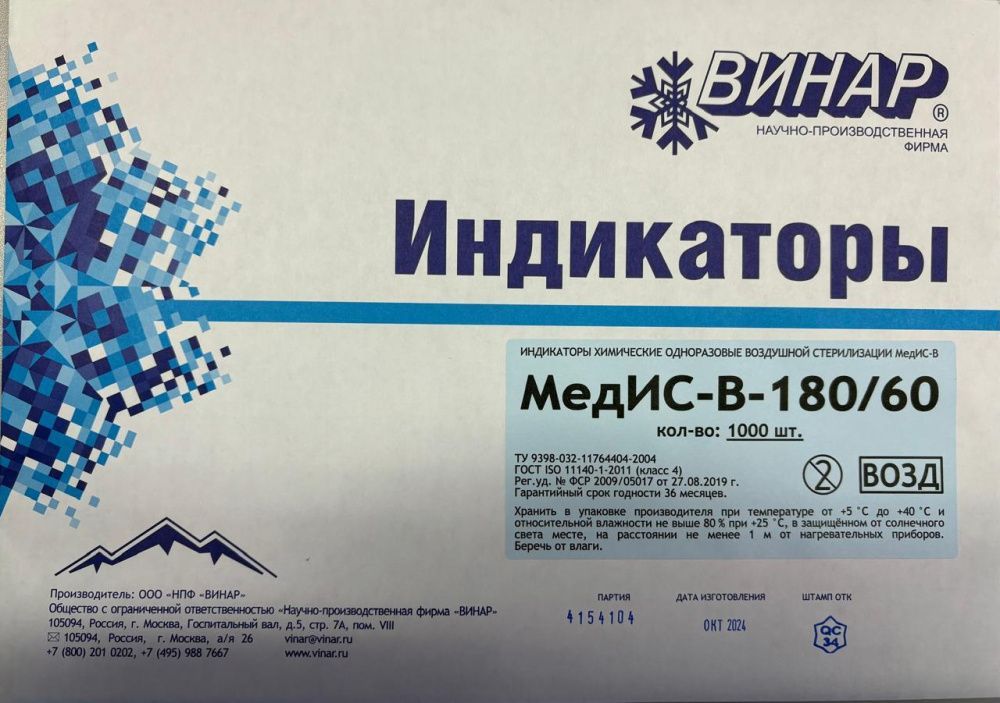 ВИНАР®
НАУЧНО-ПРОИЗВОДСТВЕННАЯ
ФИРМА
Индикаторы
ИНДИКАТОРЫ ХИМИЧЕСКИЕ ОДНОРАЗОВЫЕ ВОЗДУШНОЙ СТЕРИЛИЗАЦИИ МедИС-В
МедИС-В-180/60
кол-во: 1000 шт.
ТУ 9398-032-11764404-2004
ГОСТ ISO 11140-1-2011 (класс 4)
Рег.уд. № ФСР 2009/05017 от 27.08.2019 г.
Гарантийный срок годности 36 месяцев.
2
ВОЗД
Хранить в упаковке производителя при температуре от +5 °С до +40 °С и
относительной влажности не выше 80 % при +25 °С, в защищённом от солнечного
света месте, на расстоянии не менее 1 м от нагревательных приборов.
Беречь от влаги.
Производитель: ООО «НПФ «ВИНАР»
Общество с ограниченной ответственностью «Научно-производственная фирма «ВИНАР»
105094, Россия, г. Москва, Госпитальный вал, д.5, стр. 7А, пом. VIII
105094, Россия, г. Москва, а/я 26 vinar@vinar.ru
+7 (800) 201 0202, +7 (495) 988 7667 www.vinar.ru
ПАРТИЯ ДАТА ИЗГОТОВЛЕНИЯ ШТАМП ОТК
4154104 ОКТ 2024 QC
34